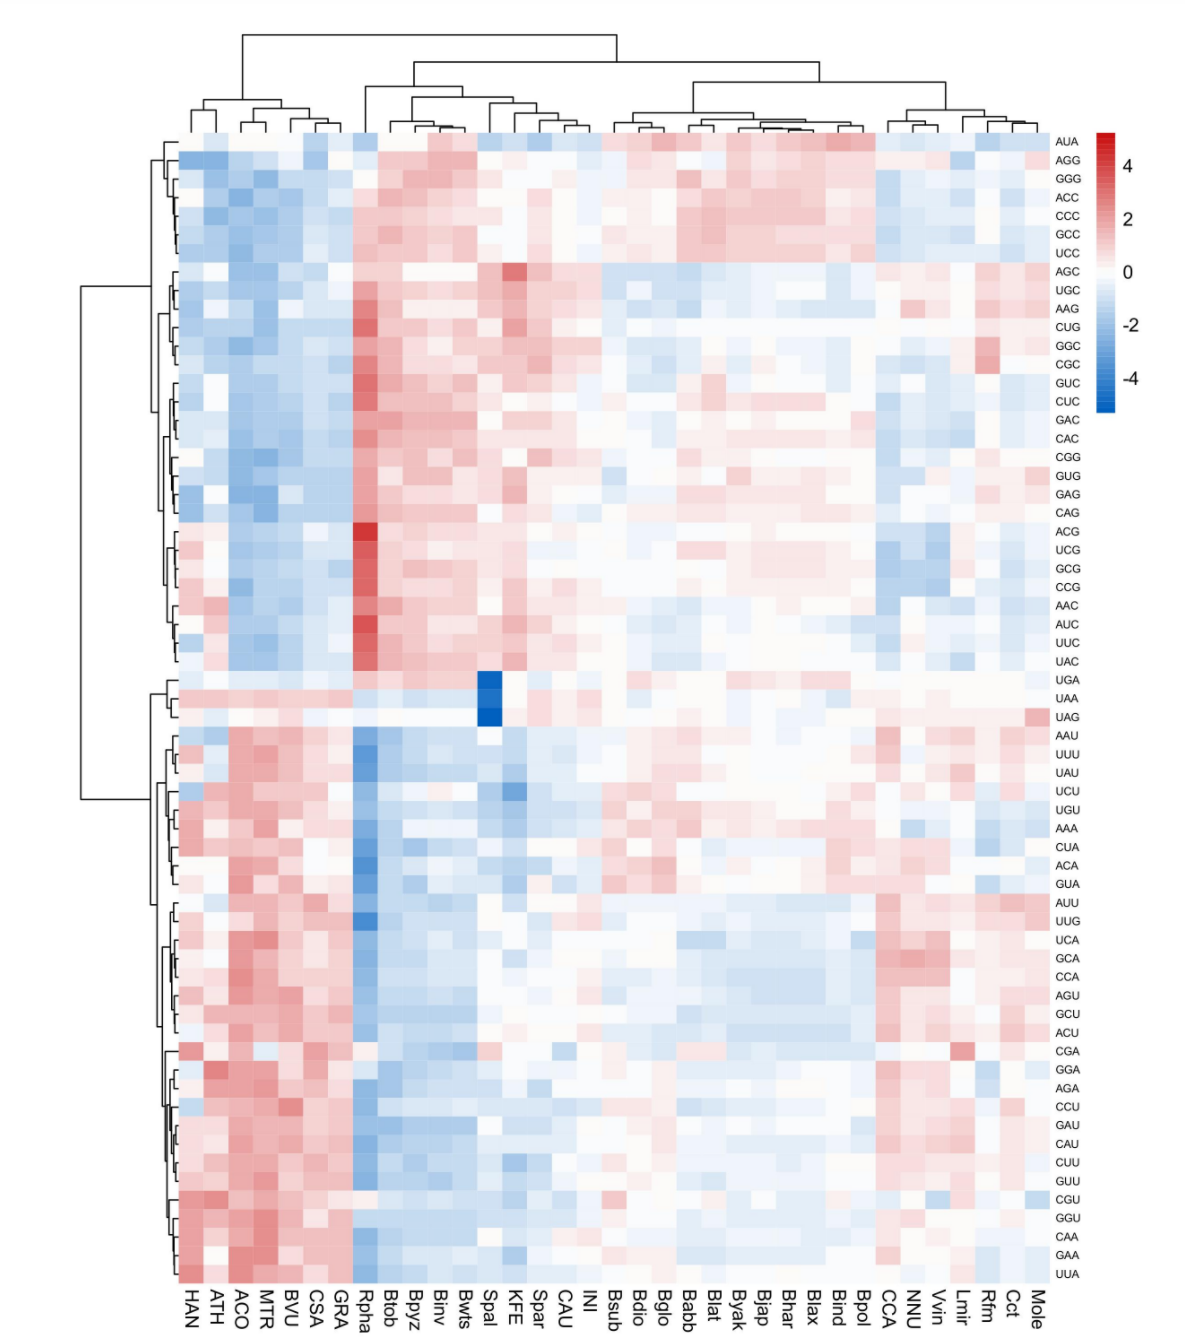 AUA
AGG
GGG
ACC
CCC
GCC
UCC
AGC
UGC
AAG
CUG
GGC
CGC
GUC
CUC
GAC
CAC
CGG
GUG
GAG
CAG
ACG
UCG
GCG
CCG
AAC
AUC
UUC
UAC
UGA
UAA
UAG
AAU
UUU
UAU
UCU
UGU
AAA
CUA
ACA
GUA
AUU
UUG
UCA
GCA
CCA
AGU
GCU
ACU
CGA
GGA
AGA
CCU
GAU
CAU
CUU
GUU
CGU
GGU
CAA
GAA
UUA
4
2
0
-2
-4
HAN
ATH
ACO
MTR
BVU
CSA
GRA
Rpha
Btob
Bpyz
Binv
Bwts
Spal
KFE
Spar
CAU
INI
Bsub
Bdio
Bglo
Babb
Blat
Byak
Bjap
Bhar
Blax
Bind
Bpol
CCA
NNU
Vvin
Lmir
Rfm
Cct
Mole